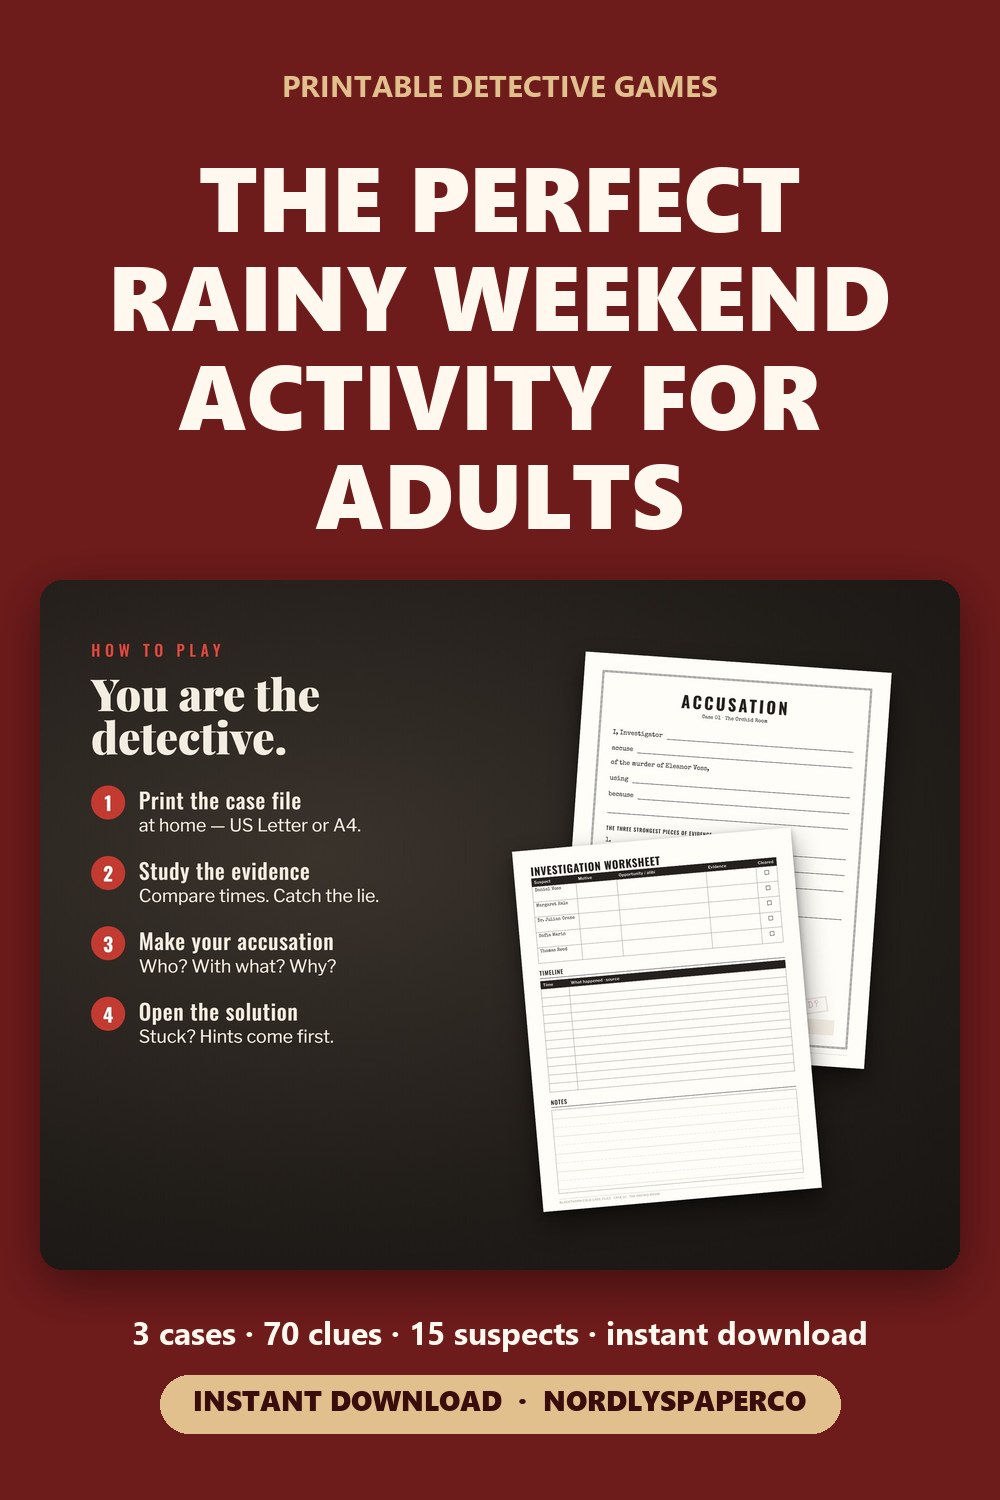 PRINTABLE DETECTIVE GAMES
THE PERFECT
RAINY WEEKEND
ACTIVITY FOR
ADULTS
HOW TO PLAY
You are the
detective.
1 Print the case file
at home — US Letter or A4.
2 Study the evidence
Compare times. Catch the lie.
3 Make your accusation
Who? With what? Why?
4 Open the solution
Stuck? Hints come first.
ACCUSATION
Case 01 · The Orchid Room
I, Investigator
accuse
of the murder of Eleanor Voss,
using
because
THE THREE STRONGEST PIECES OF
1.
INVESTIGATION WORKSHEET
Suspect Motive Opportunity / alibi Evidence Cleared
Daniel Voss
Margaret Hale
Dr. Julian Crane
Sofia Marin
Thomas Reed
TIMELINE
Time What happened · source
NOTES
3 cases · 70 clues · 15 suspects · instant download
INSTANT DOWNLOAD · NORDLYSPAPERCO